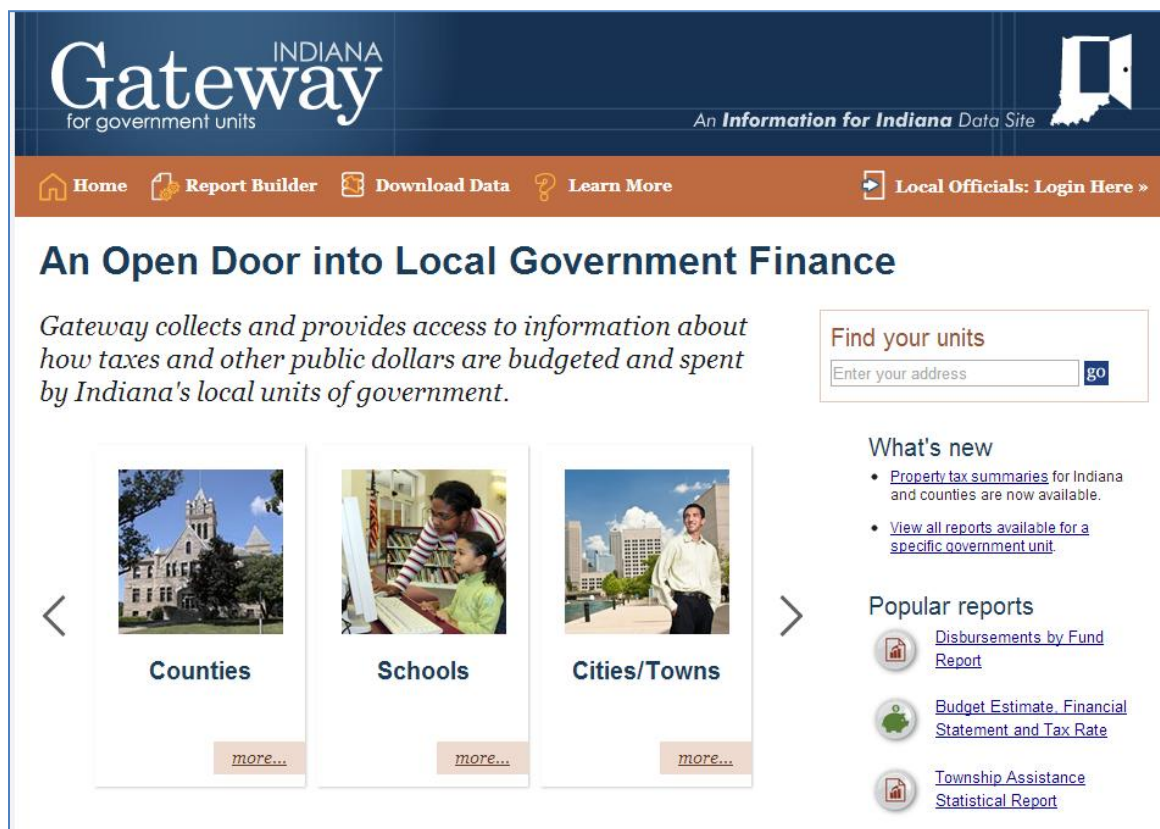 INDIANA
Gateway
for government units
An Information for Indiana Data Site
Home Report Builder Download Data Learn More Local Officials: Login Here »
An Open Door into Local Government Finance
Gateway collects and provides access to information about
how taxes and other public dollars are budgeted and spent
by Indiana's local units of government.
Find your units
Enter your address go
Counties
more...
Schools
more...
Cities/Towns
more...
What's new
Property tax summaries for Indiana
and counties are now available.
View all reports available for a
specific government unit.
Popular reports
Disbursements by Fund
Report
Budget Estimate, Financial
Statement and Tax Rate
Township Assistance
Statistical Report